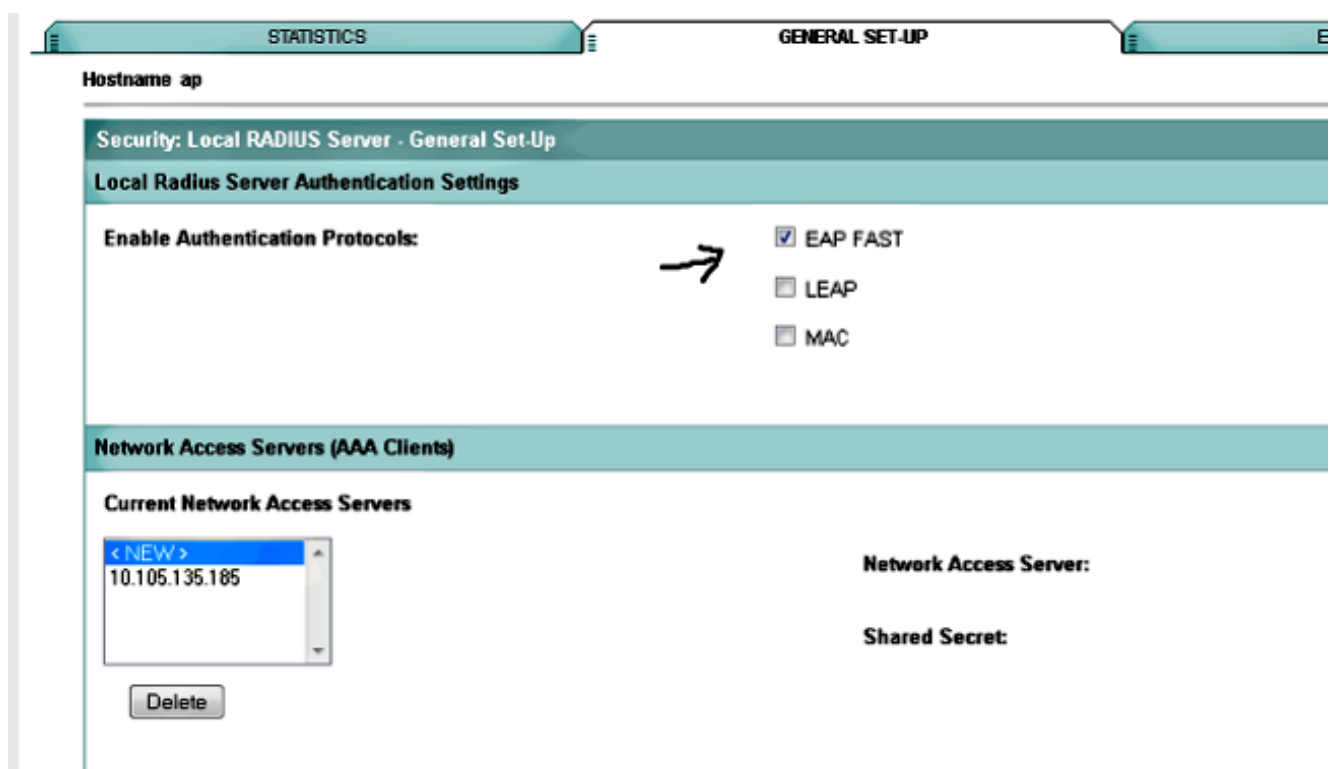 STATISTICS GENERAL SET-UP E
Hostname ap
Security: Local RADIUS Server - General Set-Up
Local Radius Server Authentication Settings
Enable Authentication Protocols: EAP FAST
LEAP
MAC
Network Access Servers (AAA Clients)
Current Network Access Servers
< NEW >
10.105.135.185
Network Access Server:
Shared Secret:
Delete